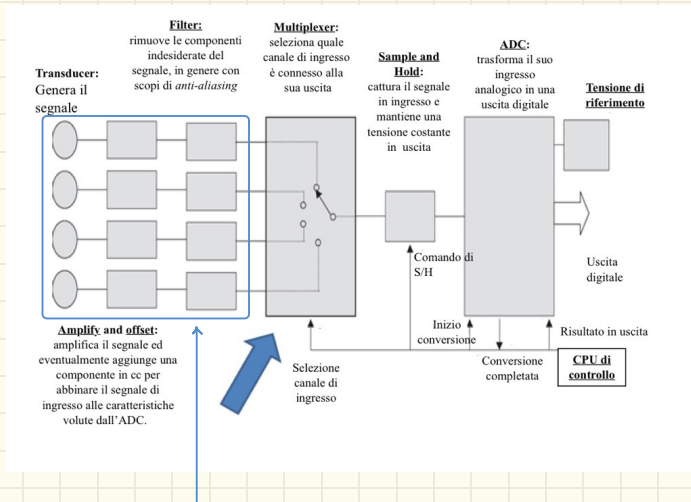 Transducer:
Genera il
segnale
Filter:
rimuove le componenti
indesiderate del
segnale, in genere con
scopi di anti-aliasing
Multiplexer:
seleziona quale
canale di ingresso
è connesso alla
sua uscita
Sample and
Hold:
cattura il segnale
in ingresso e
mantiene una
tensione costante
in uscita
ADC:
trasforma il suo
ingresso
analogico in una
uscita digitale
Tensione di
riferimento
Comando di
S/H
Uscita
digitale
Amplify and offset:
amplifica il segnale ed
eventualmente aggiunge una
componente in cc per
abbinare il segnale di
ingresso alle caratteristiche
volute dall'ADC.
Selezione
canale di
ingresso
Inizio
conversione
Conversione
completata
Risultato in uscita
CPU di
controllo